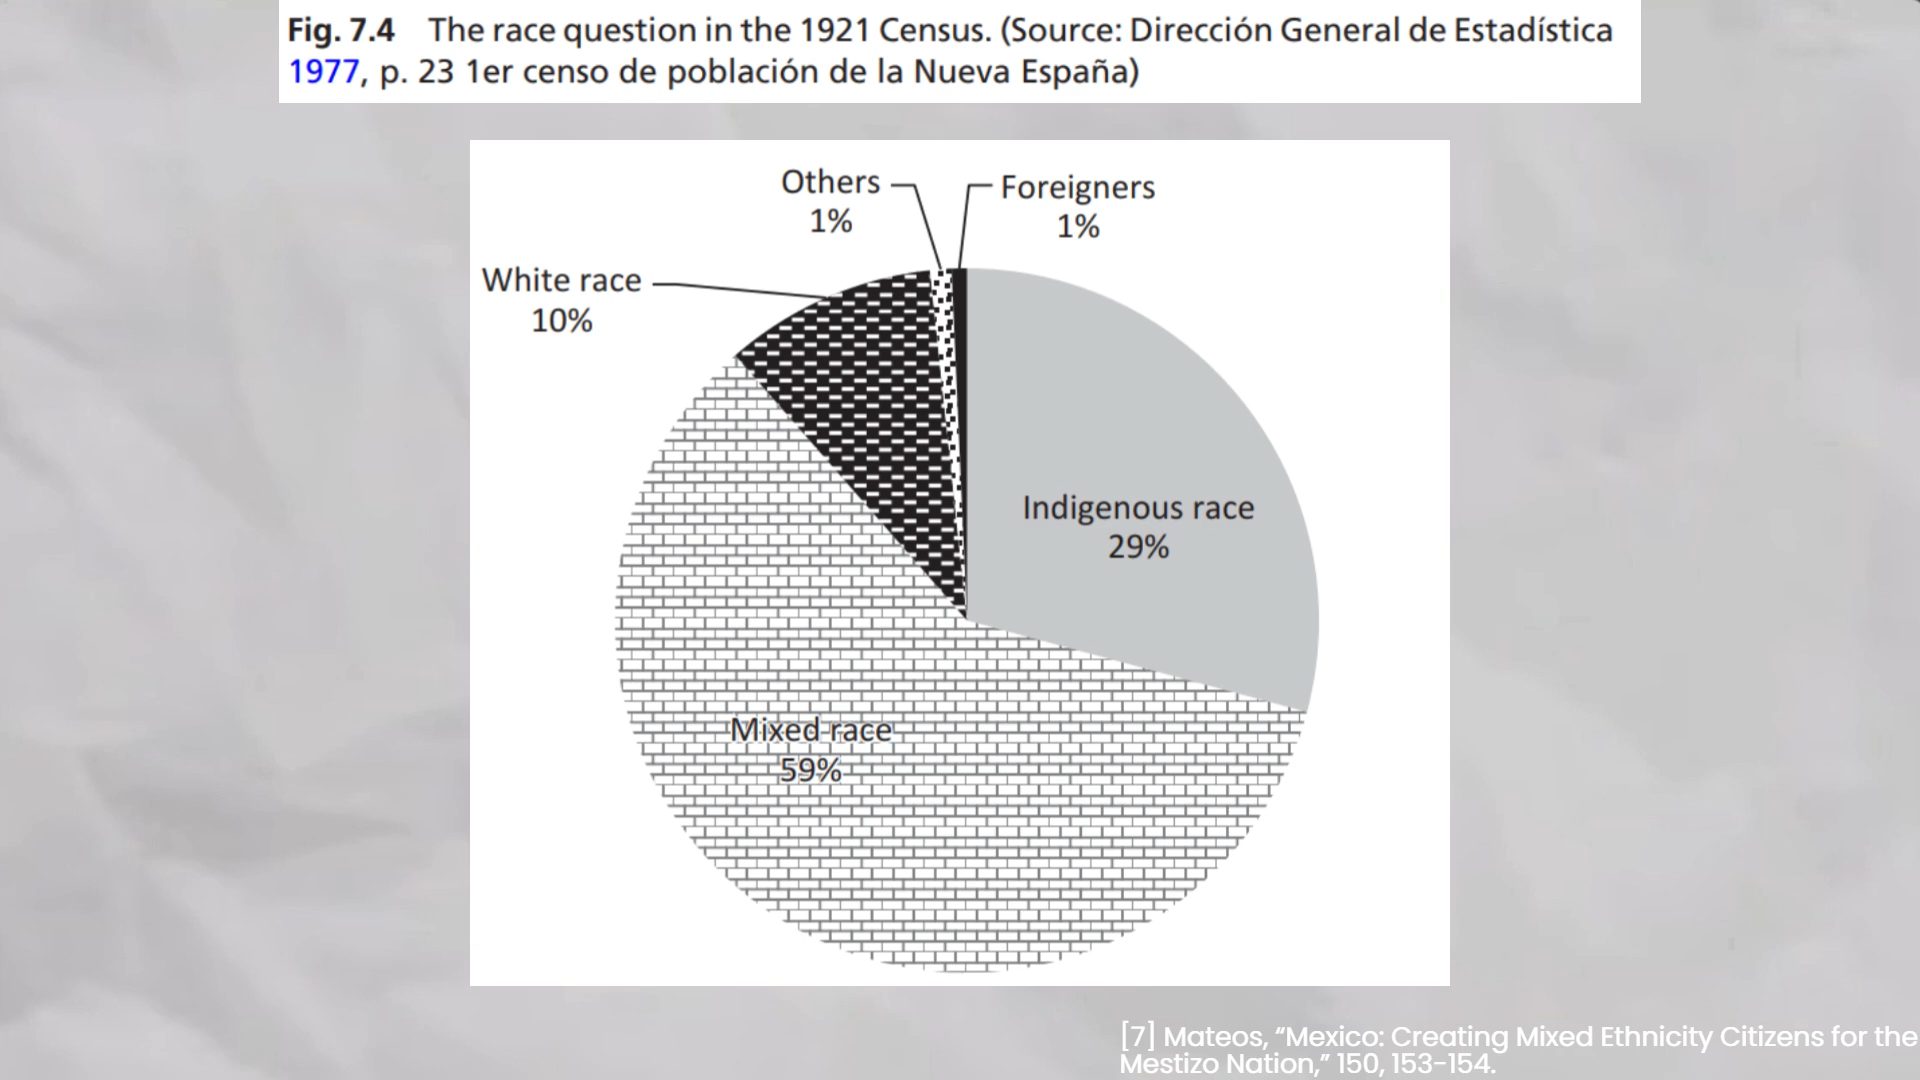 Fig. 7.4 The race question in the 1921 Census. (Source: Dirección General de Estadística
1977, p. 23 1er censo de población de la Nueva España)
Others
1%
Foreigners
1%
White race
10%
Indigenous race
29%
Mixed race
59%
[7] Mateos, “Mexico: Creating Mixed Ethnicity Citizens for the
Mestizo Nation,” 150, 153-154.